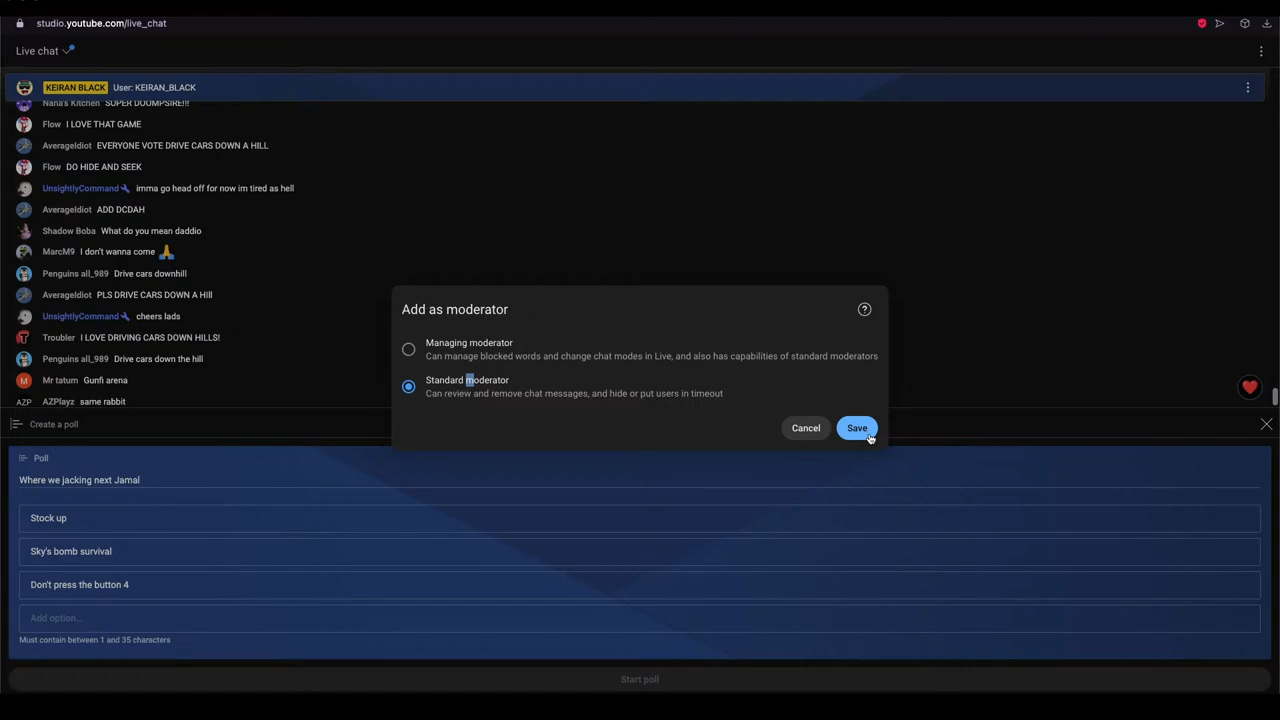 studio.youtube.com/live_chat
Live chat
KEIRAN BLACK User: KEIRAN_BLACK
Nana's Kitchen SUPER DOOMPSIRE!!!
Flow I LOVE THAT GAME
AverageIdiot EVERYONE VOTE DRIVE CARS DOWN A HILL
Flow DO HIDE AND SEEK
UnsightlyCommand imma go head off for now im tired as hell
AverageIdiot ADD DCDAH
Shadow Boba What do you mean daddio
MarcM9 I don't wanna come 🙏
Penguins all_989 Drive cars downhill
AverageIdiot PLS DRIVE CARS DOWN A Hill
UnsightlyCommand cheers lads
Troubler I LOVE DRIVING CARS DOWN HILLS!
Penguins all_989 Drive cars down the hill
M Mr tatum Gunfi arena
AZP AZPlayz same rabbit
Add as moderator
Managing moderator
Can manage blocked words and change chat modes in Live, and also has capabilities of standard moderators
Standard moderator
Can review and remove chat messages, and hide or put users in timeout
Cancel Save
Create a poll
Poll
Where we jacking next Jamal
Stock up
Sky's bomb survival
Don't press the button 4
Add option...
Must contain between 1 and 35 characters
Start poll